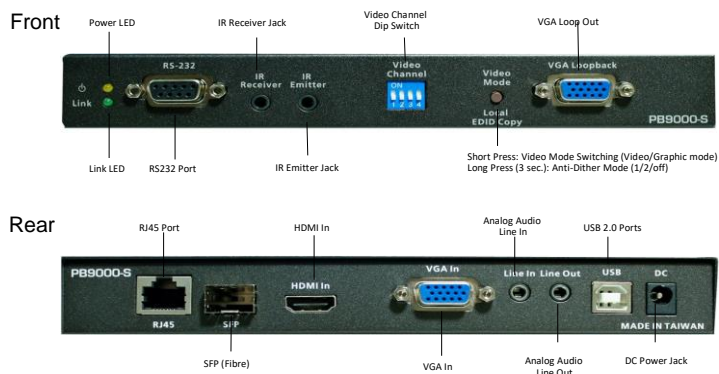 Front
Power LED
IR Receiver Jack
Video Channel
Dip Switch
VGA Loop Out
RS-232
IR
Receiver
IR
Emitter
Video
Channel
ON
1 2 3 4
Video
Mode
Local
EDID Copy
VGA Loopback
Link
PB9000-S
Link LED
RS232 Port
IR Emitter Jack
Short Press: Video Mode Switching (Video/Graphic mode)
Long Press (3 sec.): Anti-Dither Mode (1/2/off)
Rear
RJ45 Port
HDMI In
Analog Audio
Line In
USB 2.0 Ports
PB9000-S
RJ45
SFP
HDMI In
VGA In
Line In
Line Out
USB
DC
MADE IN TAIWAN
SFP (Fibre)
VGA In
Analog Audio
Line Out
DC Power Jack